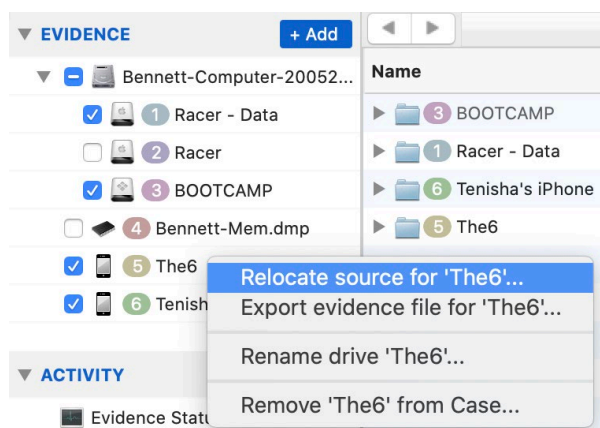 EVIDENCE
+ Add
Bennett-Computer-20052...
1 Racer - Data
2 Racer
3 BOOTCAMP
4 Bennett-Mem.dmp
5 The6
6 Tenish
ACTIVITY
Evidence Statu
Name
3 BOOTCAMP
1 Racer - Data
6 Tenisha's iPhone
5 The6
Relocate source for 'The6'...
Export evidence file for 'The6'...
Rename drive 'The6'...
Remove 'The6' from Case...